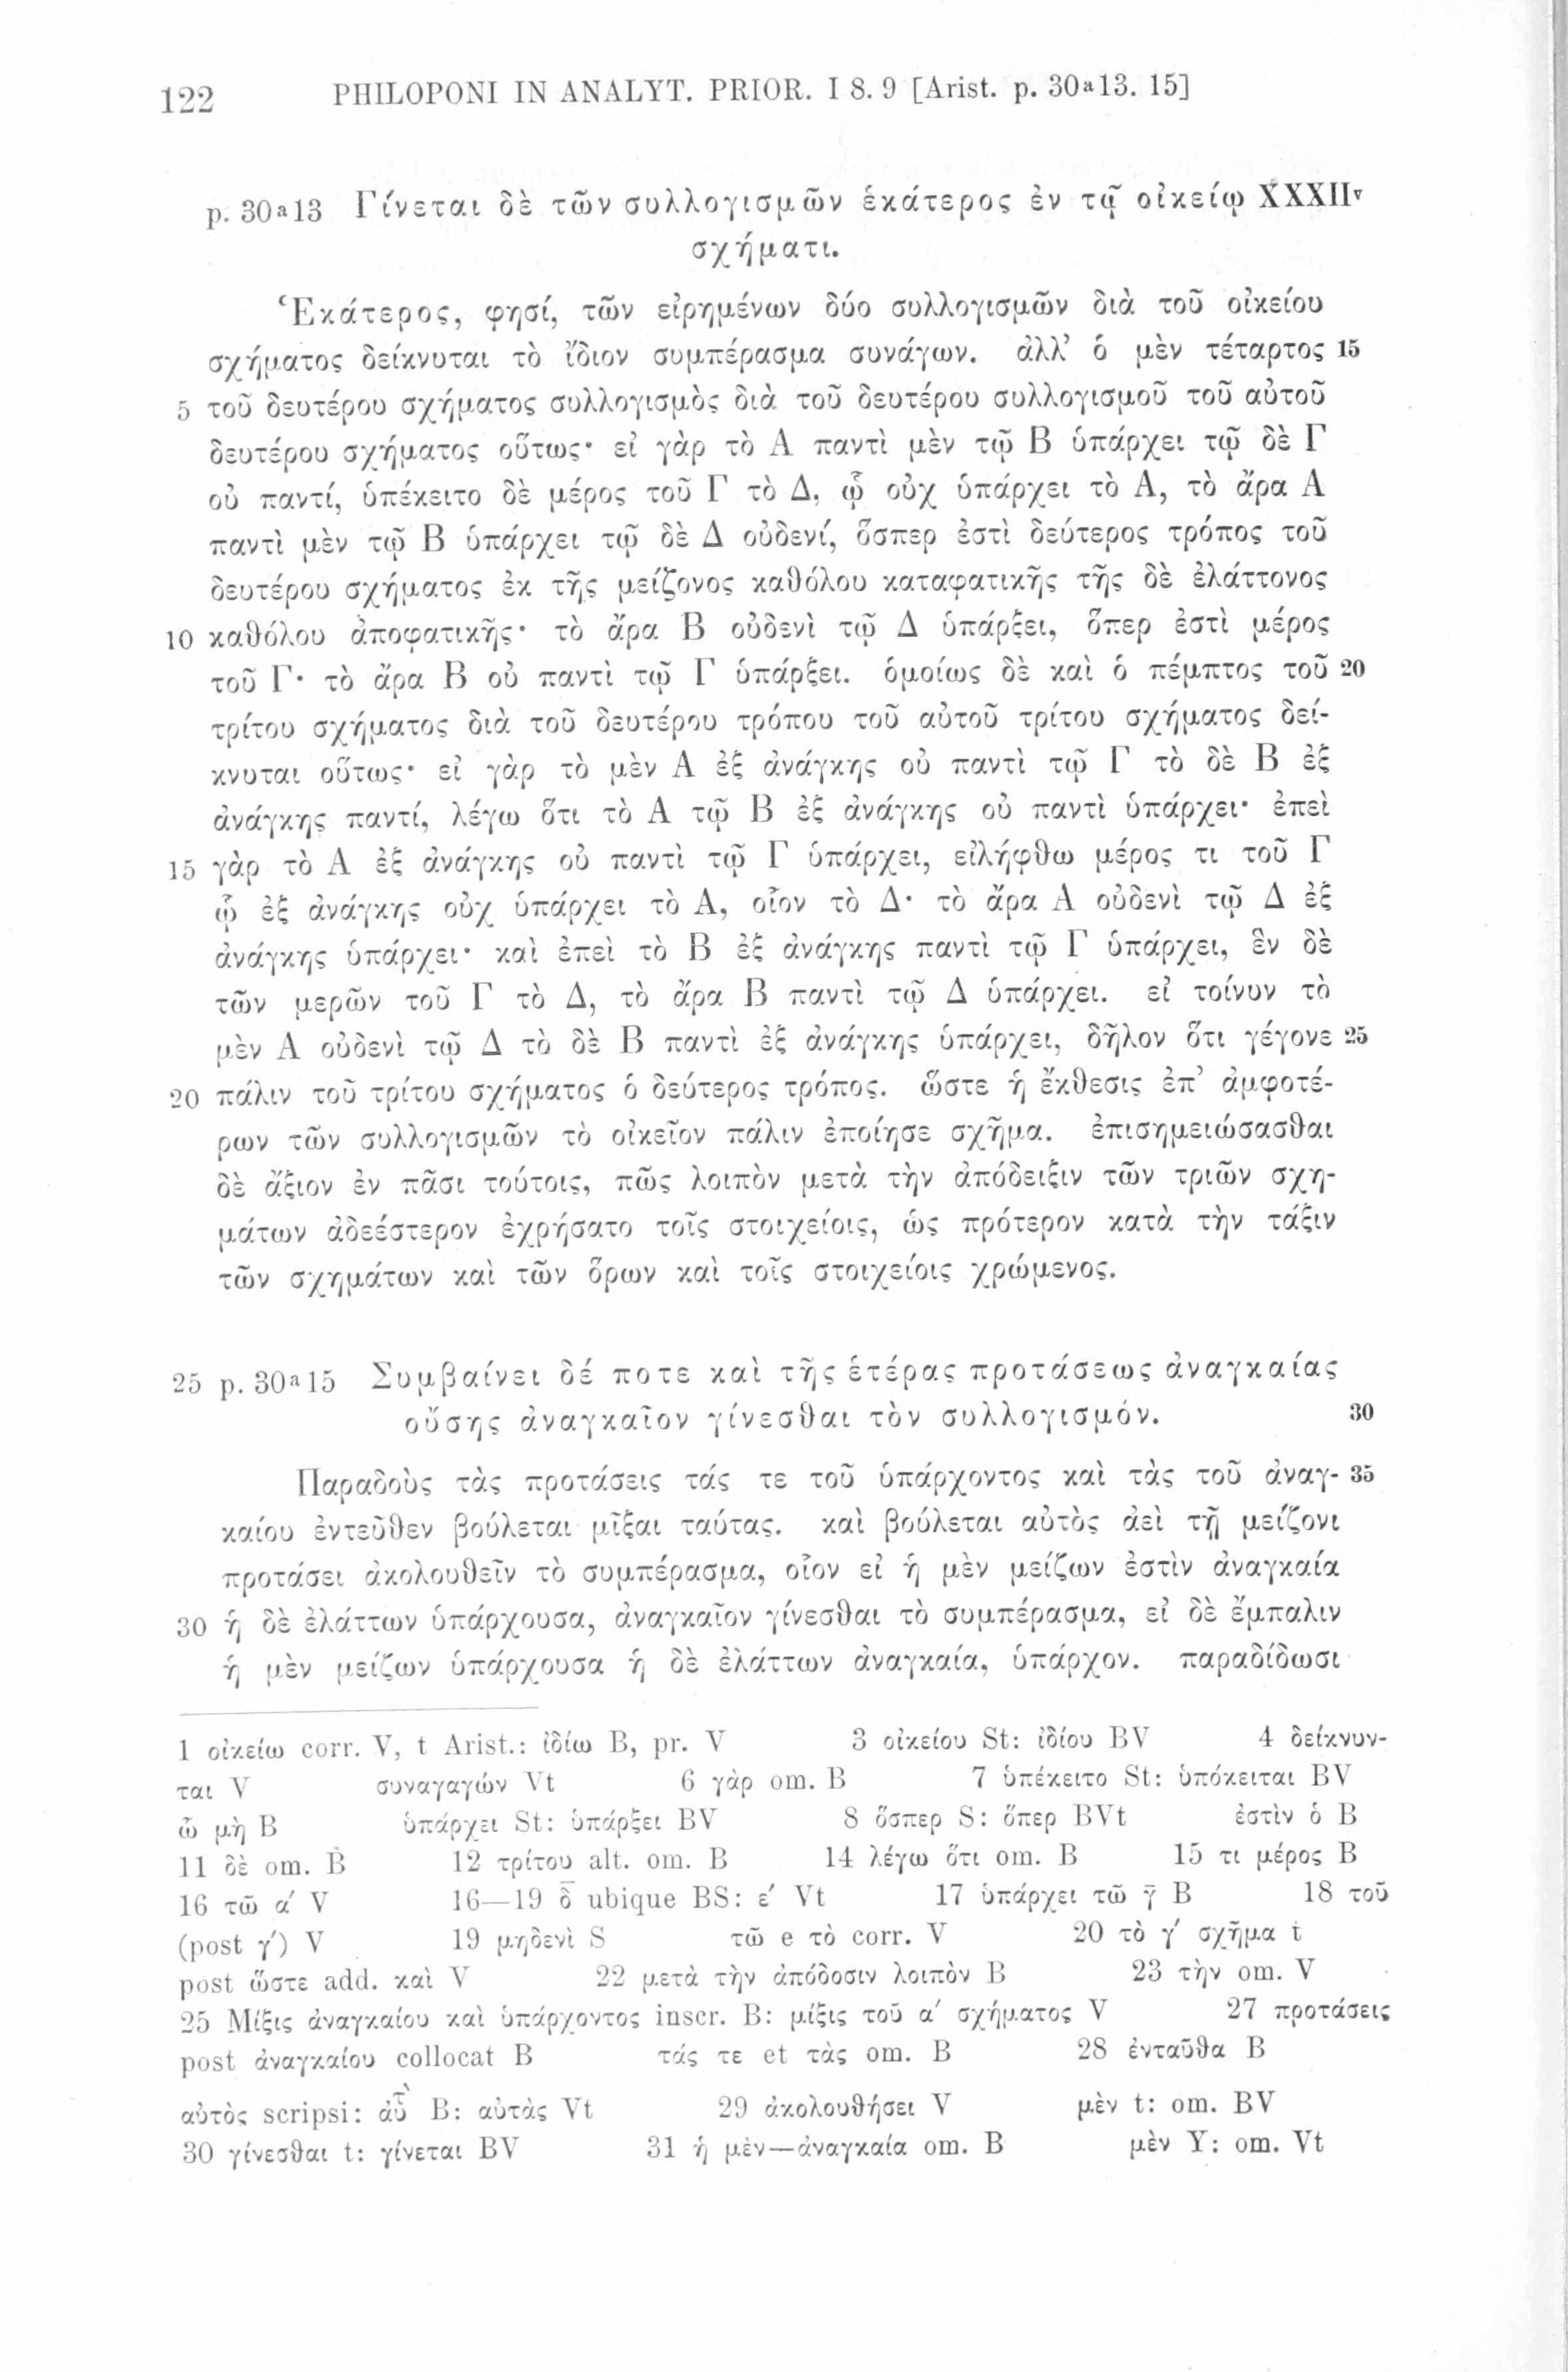 122 PHILOPONI IN ANALYT. PRIOR. I 8. 9 [Arist. p. 30a13. 15]
p. 30a13 Γίνεται δὲ τῶν συλλογισμῶν ἑκάτερος ἐν τῷ οἰκείῳ XXXIIv
σχήματι.
Ἑκάτερος, φησί, τῶν εἰρημένων δύο συλλογισμῶν διὰ τοῦ οἰκείου
σχήματος δείκνυται τὸ ἴδιον συμπέρασμα συνάγων. ἀλλ’ ὁ μὲν τέταρτος 15
5 τοῦ δευτέρου σχήματος συλλογισμὸς διὰ τοῦ δευτέρου συλλογισμοῦ τοῦ αὐτοῦ
δευτέρου σχήματος οὕτως· εἰ γὰρ τὸ Α παντὶ μὲν τῷ Β ὑπάρχει τῷ δὲ Γ
οὐ παντί, ὑπέκειτο δὲ μέρος τοῦ Γ τὸ Δ, ᾧ οὐχ ὑπάρχει τὸ Α, τὸ ἄρα Α
παντὶ μὲν τῷ Β ὑπάρχει τῷ δὲ Δ οὐδενί, ὅσπερ ἐστὶ δεύτερος τρόπος τοῦ
δευτέρου σχήματος ἐκ τῆς μείζονος καθόλου καταφατικῆς τῆς δὲ ἐλάττονος
10 καθόλου ἀποφατικῆς· τὸ ἄρα Β οὐδενὶ τῷ Δ ὑπάρξει, ὅπερ ἐστὶ μέρος
τοῦ Γ· τὸ ἄρα Β οὐ παντὶ τῷ Γ ὑπάρξει. ὁμοίως δὲ καὶ ὁ πέμπτος τοῦ 20
τρίτου σχήματος διὰ τοῦ δευτέρου τρόπου τοῦ αὐτοῦ τρίτου σχήματος δεί-
κνυται οὕτως· εἰ γὰρ τὸ μὲν Α ἐξ ἀνάγκης οὐ παντὶ τῷ Γ τὸ δὲ Β ἐξ
ἀνάγκης παντί, λέγω ὅτι τὸ Α τῷ Β ἐξ ἀνάγκης οὐ παντὶ ὑπάρχει· ἐπεὶ
15 γὰρ τὸ Α ἐξ ἀνάγκης οὐ παντὶ τῷ Γ ὑπάρχει, εἰλήφθω μέρος τι τοῦ Γ
ᾧ ἐξ ἀνάγκης οὐχ ὑπάρχει τὸ Α, οἷον τὸ Δ· τὸ ἄρα Α οὐδενὶ τῷ Δ ἐξ
ἀνάγκης ὑπάρχει· καὶ ἐπεὶ τὸ Β ἐξ ἀνάγκης παντὶ τῷ Γ ὑπάρχει, ἓν δὲ
τῶν μερῶν τοῦ Γ τὸ Δ, τὸ ἄρα Β παντὶ τῷ Δ ὑπάρχει. εἰ τοίνυν τὸ
μὲν Α οὐδενὶ τῷ Δ τὸ δὲ Β παντὶ ἐξ ἀνάγκης ὑπάρχει, δῆλον ὅτι γέγονε 25
20 πάλιν τοῦ τρίτου σχήματος ὁ δεύτερος τρόπος. ὥστε ἡ ἔκθεσις ἐπ’ ἀμφοτέ-
ρων τῶν συλλογισμῶν τὸ οἰκεῖον πάλιν ἐποίησε σχῆμα. ἐπισημειώσασθαι
δὲ ἄξιον ἐν πᾶσι τούτοις, πῶς λοιπὸν μετὰ τὴν ἀπόδειξιν τῶν τριῶν σχη-
μάτων ἀδεέστερον ἐχρήσατο τοῖς στοιχείοις, ὡς πρότερον κατὰ τὴν τάξιν
τῶν σχημάτων καὶ τῶν ὅρων καὶ τοῖς στοιχείοις χρώμενος.
25 p. 30a15 Συμβαίνει δέ ποτε καὶ τῆς ἑτέρας προτάσεως ἀναγκαίας
οὔσης ἀναγκαῖον γίνεσθαι τὸν συλλογισμόν. 30
Παραδοὺς τὰς προτάσεις τάς τε τοῦ ὑπάρχοντος καὶ τὰς τοῦ ἀναγ- 35
καίου ἐντεῦθεν βούλεται μῖξαι ταύτας. καὶ βούλεται αὐτὸς ἀεὶ τῇ μείζονι
προτάσει ἀκολουθεῖν τὸ συμπέρασμα, οἷον εἰ ἡ μὲν μείζων ἐστὶν ἀναγκαία
30 ἡ δὲ ἐλάττων ὑπάρχουσα, ἀναγκαῖον γίνεσθαι τὸ συμπέρασμα, εἰ δὲ ἔμπαλιν
ἡ μὲν μείζων ὑπάρχουσα ἡ δὲ ἐλάττων ἀναγκαία, ὑπάρχον. παραδίδωσι
1 οἰκείω corr. V, t Arist.: ἰδίω B, pr. V 3 οἰκείου St: ἰδίου BV 4 δείκνυν-
ται V συναγαγών Vt 6 γὰρ om. B 7 ὑπέκειτο St: ὑπόκειται BV
ὦ μὴ B ὑπάρχει St: ὑπάρξει BV 8 ὅσπερ S: ὅπερ BVt ἐστὶν ὁ B
11 δὲ om. B 12 τρίτου alt. om. B 14 λέγω ὅτι om. B 15 τι μέρος B
16 τῶ α′ V 16—19 δ̄ ubique BS: ε′ Vt 17 ὑπάρχει τῶ γ̄ B 18 τοῦ
(post γ′) V 19 μηδενὶ S τῶ e τὸ corr. V 20 τὸ γ′ σχῆμα t
post ὥστε add. καὶ V 22 μετὰ τὴν ἀπόδοσιν λοιπὸν B 23 τὴν om. V
25 Μίξις ἀναγκαίου καὶ ὑπάρχοντος inscr. B: μίξις τοῦ α′ σχήματος V 27 προτάσεις
post ἀναγκαίου collocat B τάς τε et τὰς om. B 28 ἐνταῦθα B
αὐτὸς scripsi: αὐτ̀ B: αὐτὰς Vt 29 ἀκολουθήσει V μὲν t: om. BV
30 γίνεσθαι t: γίνεται BV 31 ἡ μὲν—ἀναγκαία om. B μὲν Y: om. Vt